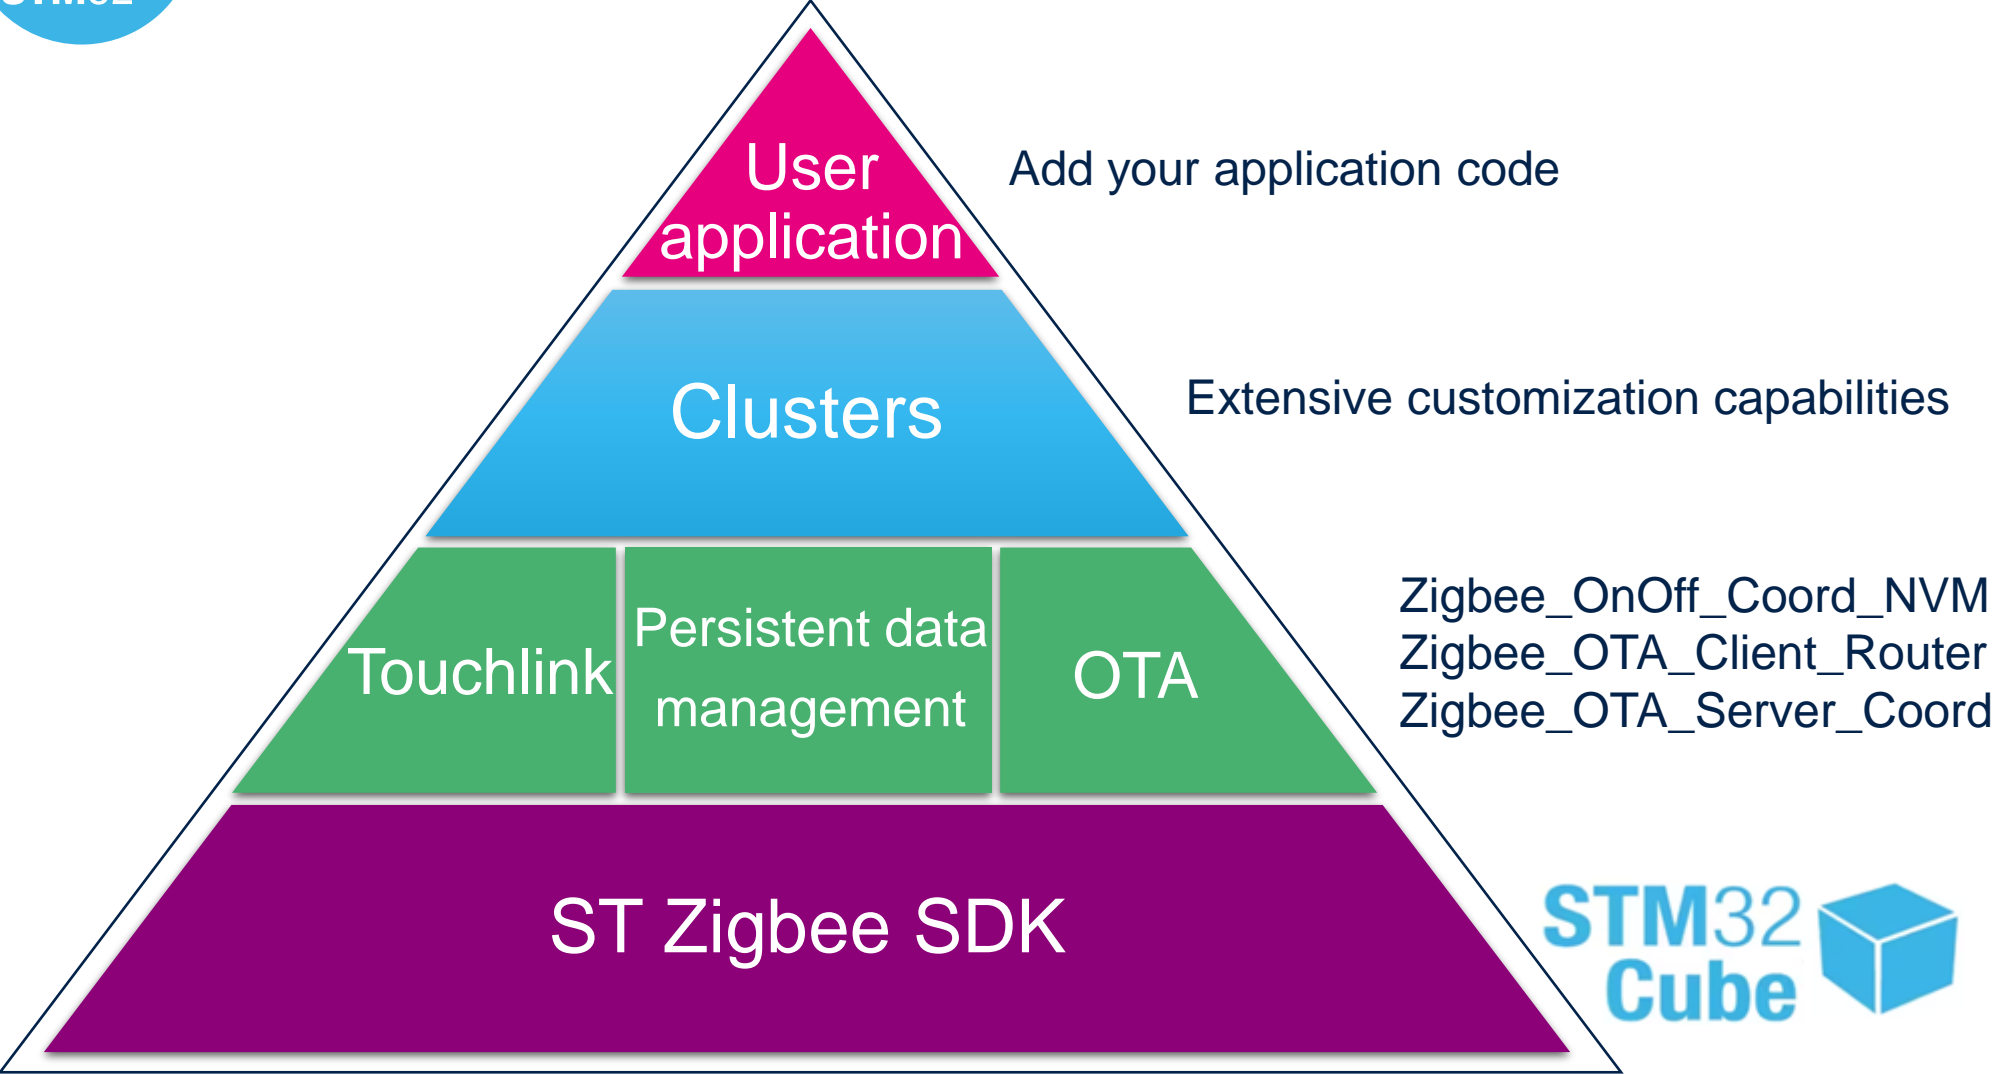 User
application
Add your application code
Clusters
Extensive customization capabilities
Touchlink
Persistent data
management
OTA
Zigbee_OnOff_Coord_NVM
Zigbee_OTA_Client_Router
Zigbee_OTA_Server_Coord
ST Zigbee SDK
STM32
Cube